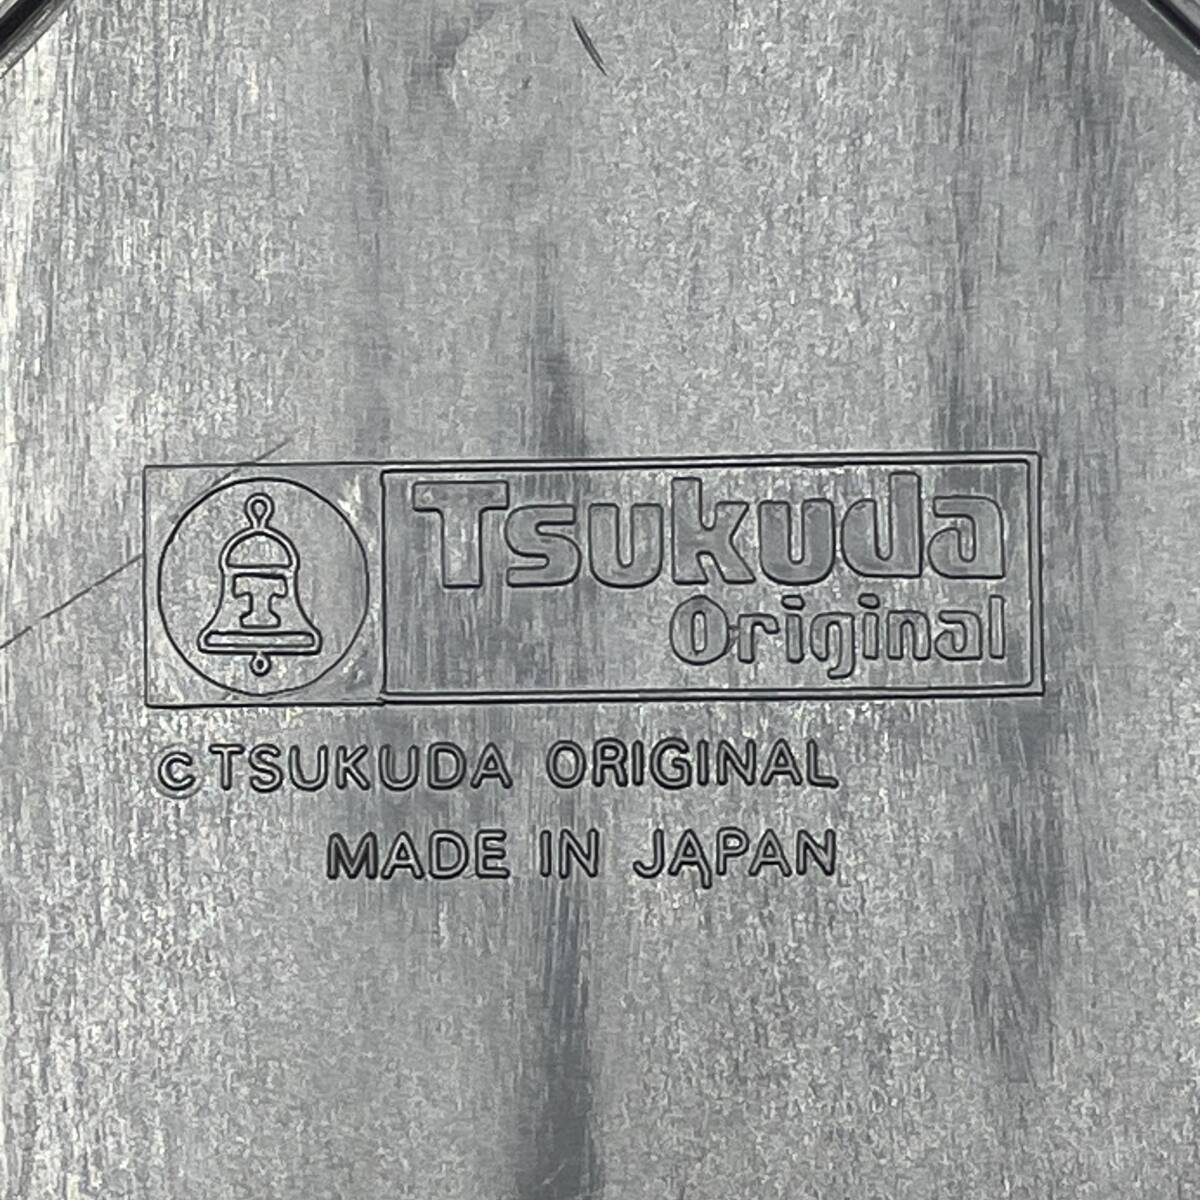 T
Tsukuda
Original
©TSUKUDA ORIGINAL
MADE IN JAPAN